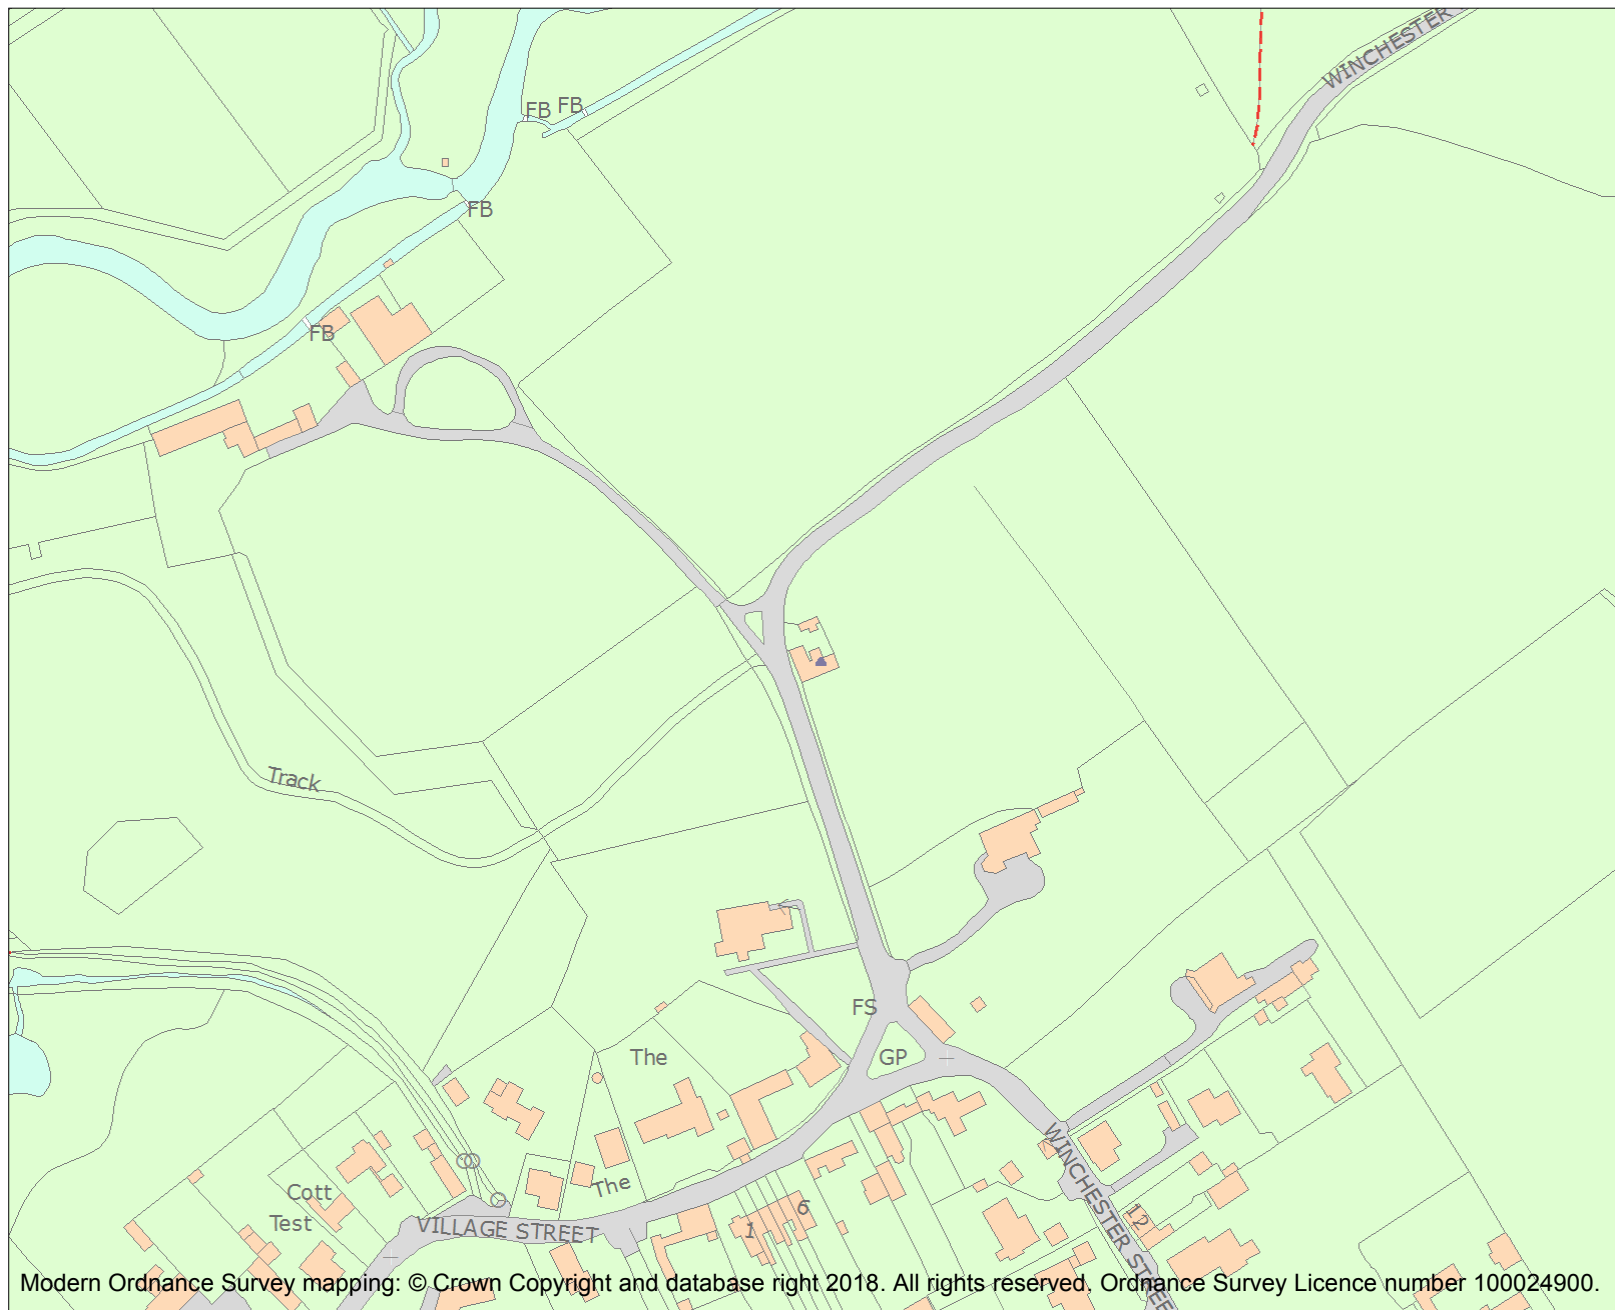 WINCHESTER
FB FB
FB
FB
Track
FS
GP
The
WINCHESTER STREE
The
Cott
Test
VILLAGE STREET
1
6
12
Modern Ordnance Survey mapping: © Crown Copyright and database right 2018. All rights reserved. Ordnance Survey Licence number 100024900.